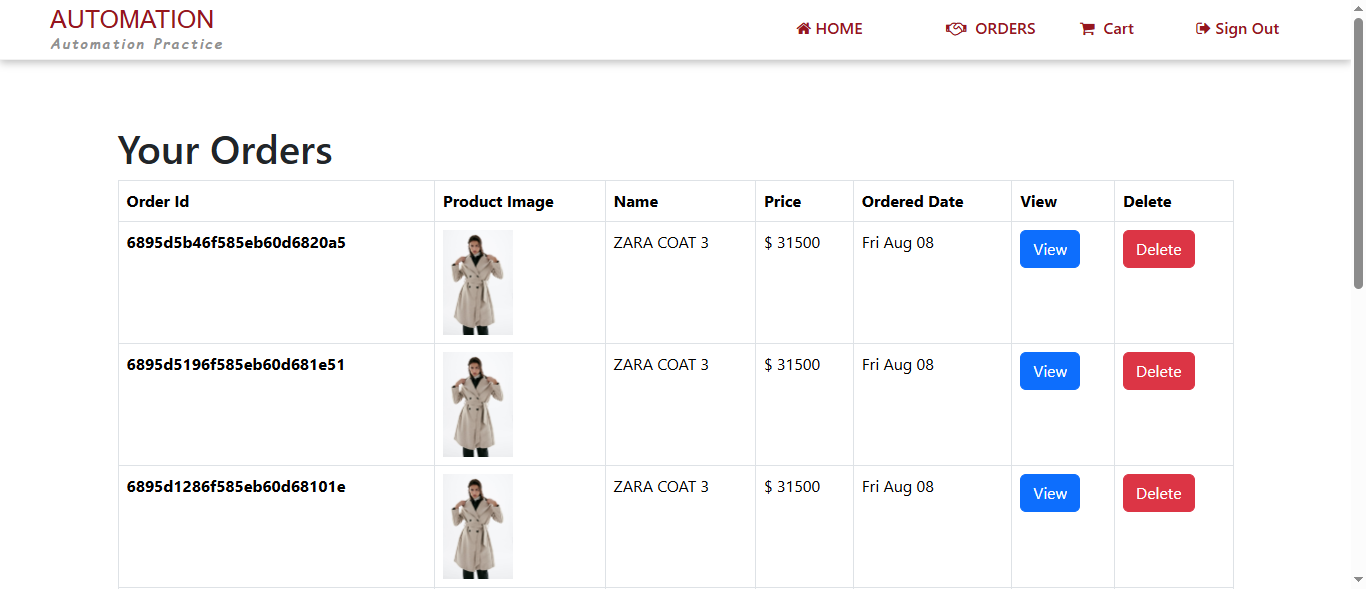 AUTOMATION
Automation Practice
HOME ORDERS Cart Sign Out
Your Orders
Order Id Product Image Name Price Ordered Date View Delete
6895d5b46f585eb60d6820a5 ZARA COAT 3 $ 31500 Fri Aug 08 View Delete
6895d5196f585eb60d681e51 ZARA COAT 3 $ 31500 Fri Aug 08 View Delete
6895d1286f585eb60d68101e ZARA COAT 3 $ 31500 Fri Aug 08 View Delete